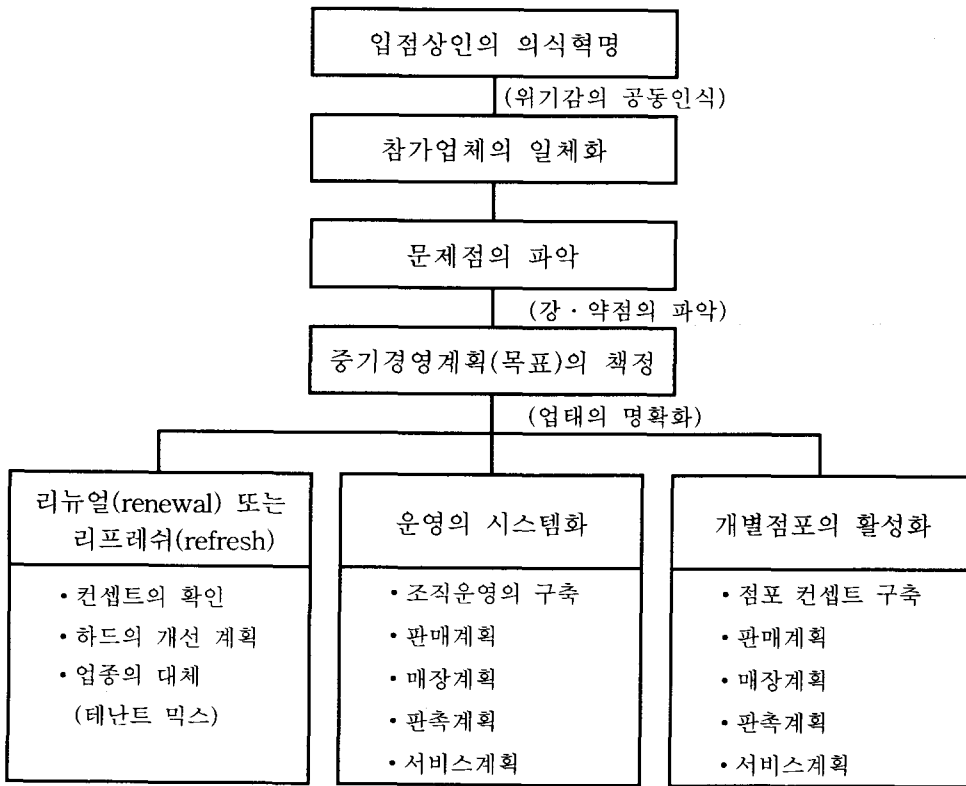 입점상인의 의식혁명
(위기감의 공동인식)
참가업체의 일체화
문제점의 파악
(강·약점의 파악)
중기경영계획(목표)의 책정
(업태의 명확화)
리뉴얼(renewal) 또는
리프레쉬(refresh)
•컨셉트의 확인
•하드의 개선 계획
•업종의 대체
(테난트 믹스)
운영의 시스템화
•조직운영의 구축
•판매계획
•매장계획
•판촉계획
•서비스계획
개별점포의 활성화
•점포 컨셉트 구축
•판매계획
•매장계획
•판촉계획
•서비스계획